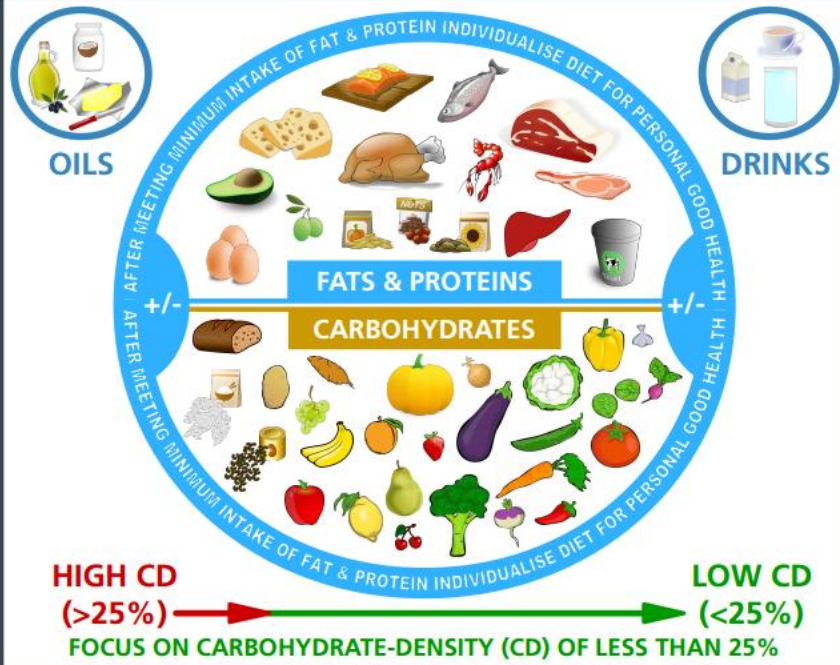 OILS
DRINKS
AFTER MEETING MINIMUM INTAKE OF FAT & PROTEIN INDIVIDUALISE DIET FOR PERSONAL GOOD HEALTH
NUTS
FATS & PROTEINS
+/-
+/-
CARBOHYDRATES
AFTER MEETING MINIMUM INTAKE OF FAT & PROTEIN INDIVIDUALISE DIET FOR PERSONAL GOOD HEALTH
HIGH CD
(>25%)
LOW CD
(<25%)
FOCUS ON CARBOHYDRATE-DENSITY (CD) OF LESS THAN 25%